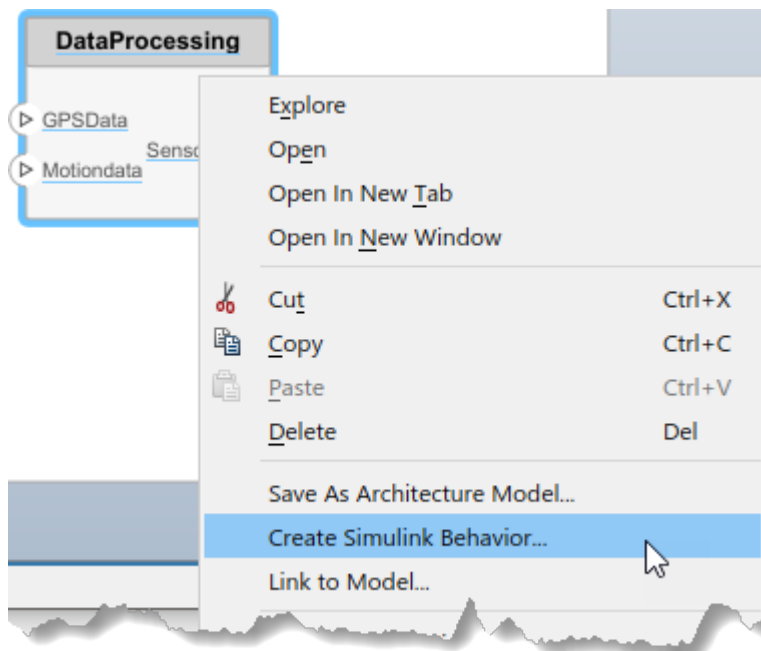 DataProcessing
GPSData
Motiondata
Explore
Open
Open In New Tab
Open In New Window
Cut Ctrl+X
Copy Ctrl+C
Paste Ctrl+V
Delete Del
Save As Architecture Model...
Create Simulink Behavior...
Link to Model...